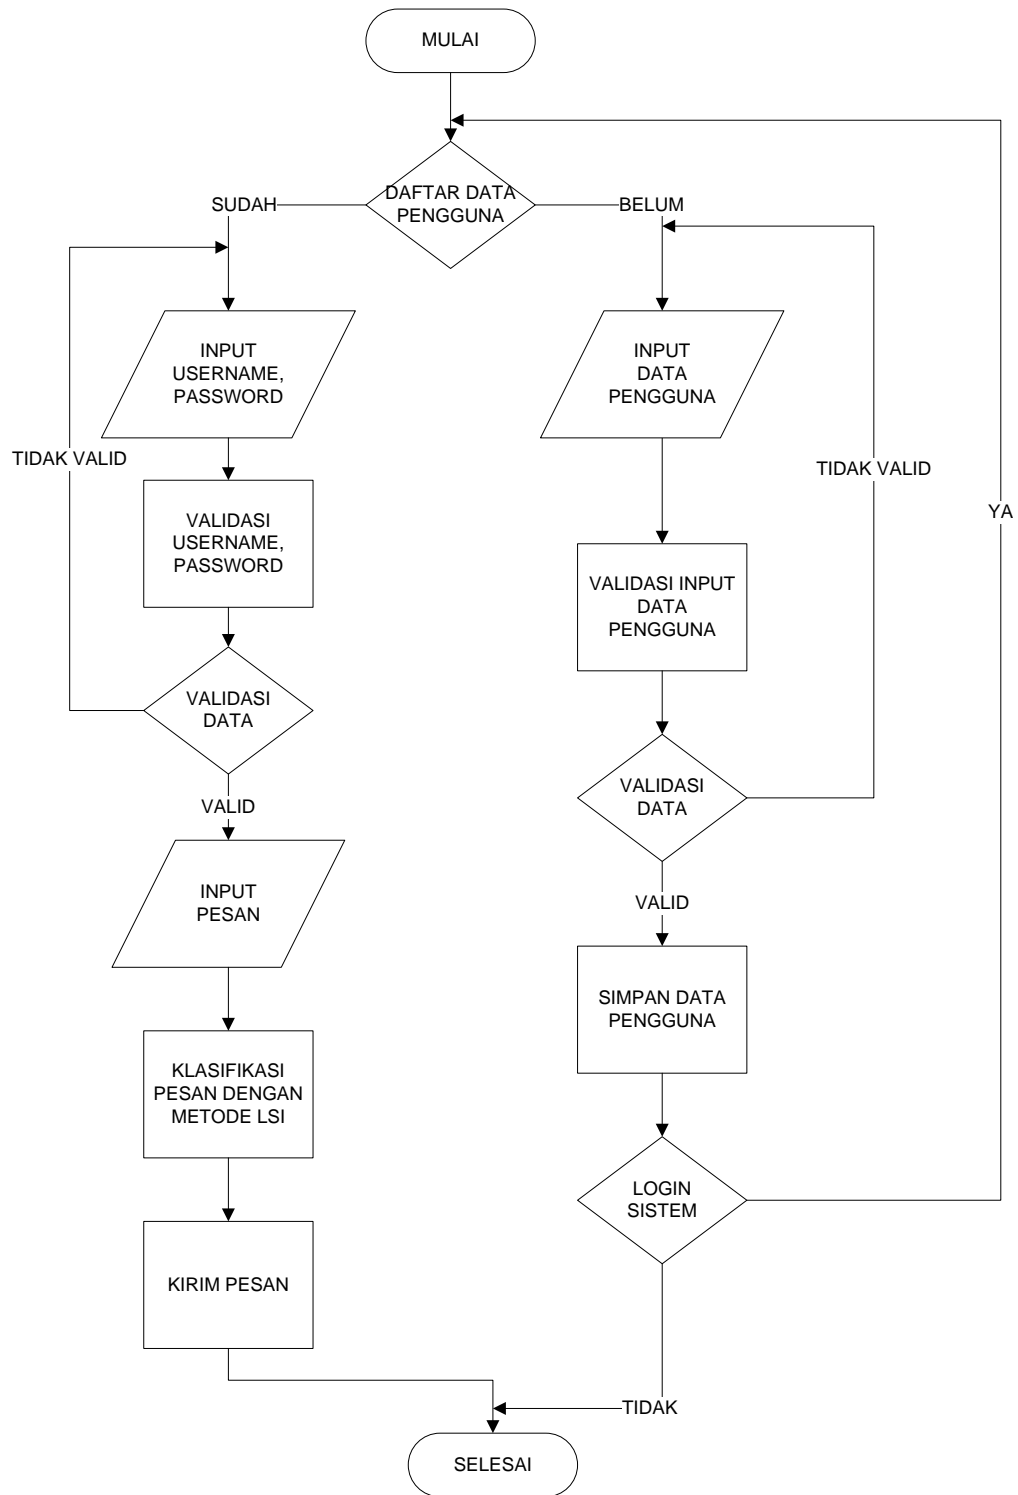 MULAI
DAFTAR DATA
PENGGUNA
SUDAH
BELUM
INPUT
USERNAME,
PASSWORD
INPUT
DATA
PENGGUNA
TIDAK VALID
TIDAK VALID
YA
VALIDASI
USERNAME,
PASSWORD
VALIDASI INPUT
DATA
PENGGUNA
VALIDASI
DATA
VALIDASI
DATA
VALID
INPUT
PESAN
VALID
SIMPAN DATA
PENGGUNA
KLASIFIKASI
PESAN DENGAN
METODE LSI
LOGIN
SISTEM
KIRIM PESAN
TIDAK
SELESAI